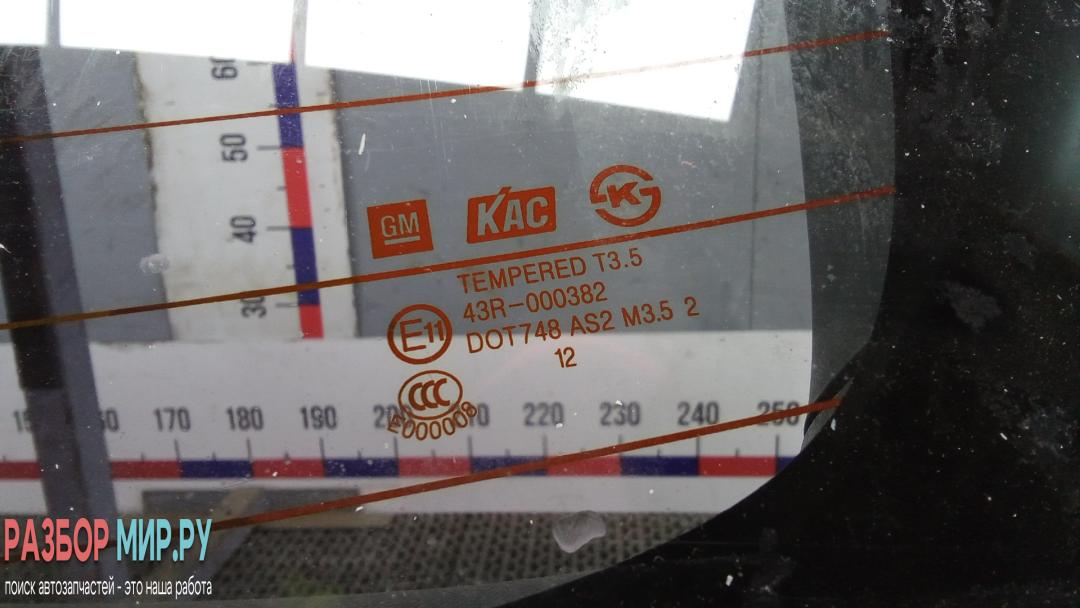 60
50
40
30
GM KAC K
TEMPERED T3.5
43R-000382
E11 DOT748 AS2 M3.5 2
12
CCC
E000008
170 180 190 220 230 240 250
РАЗБОР МИР.РУ
поиск автозапчастей - это наша работа